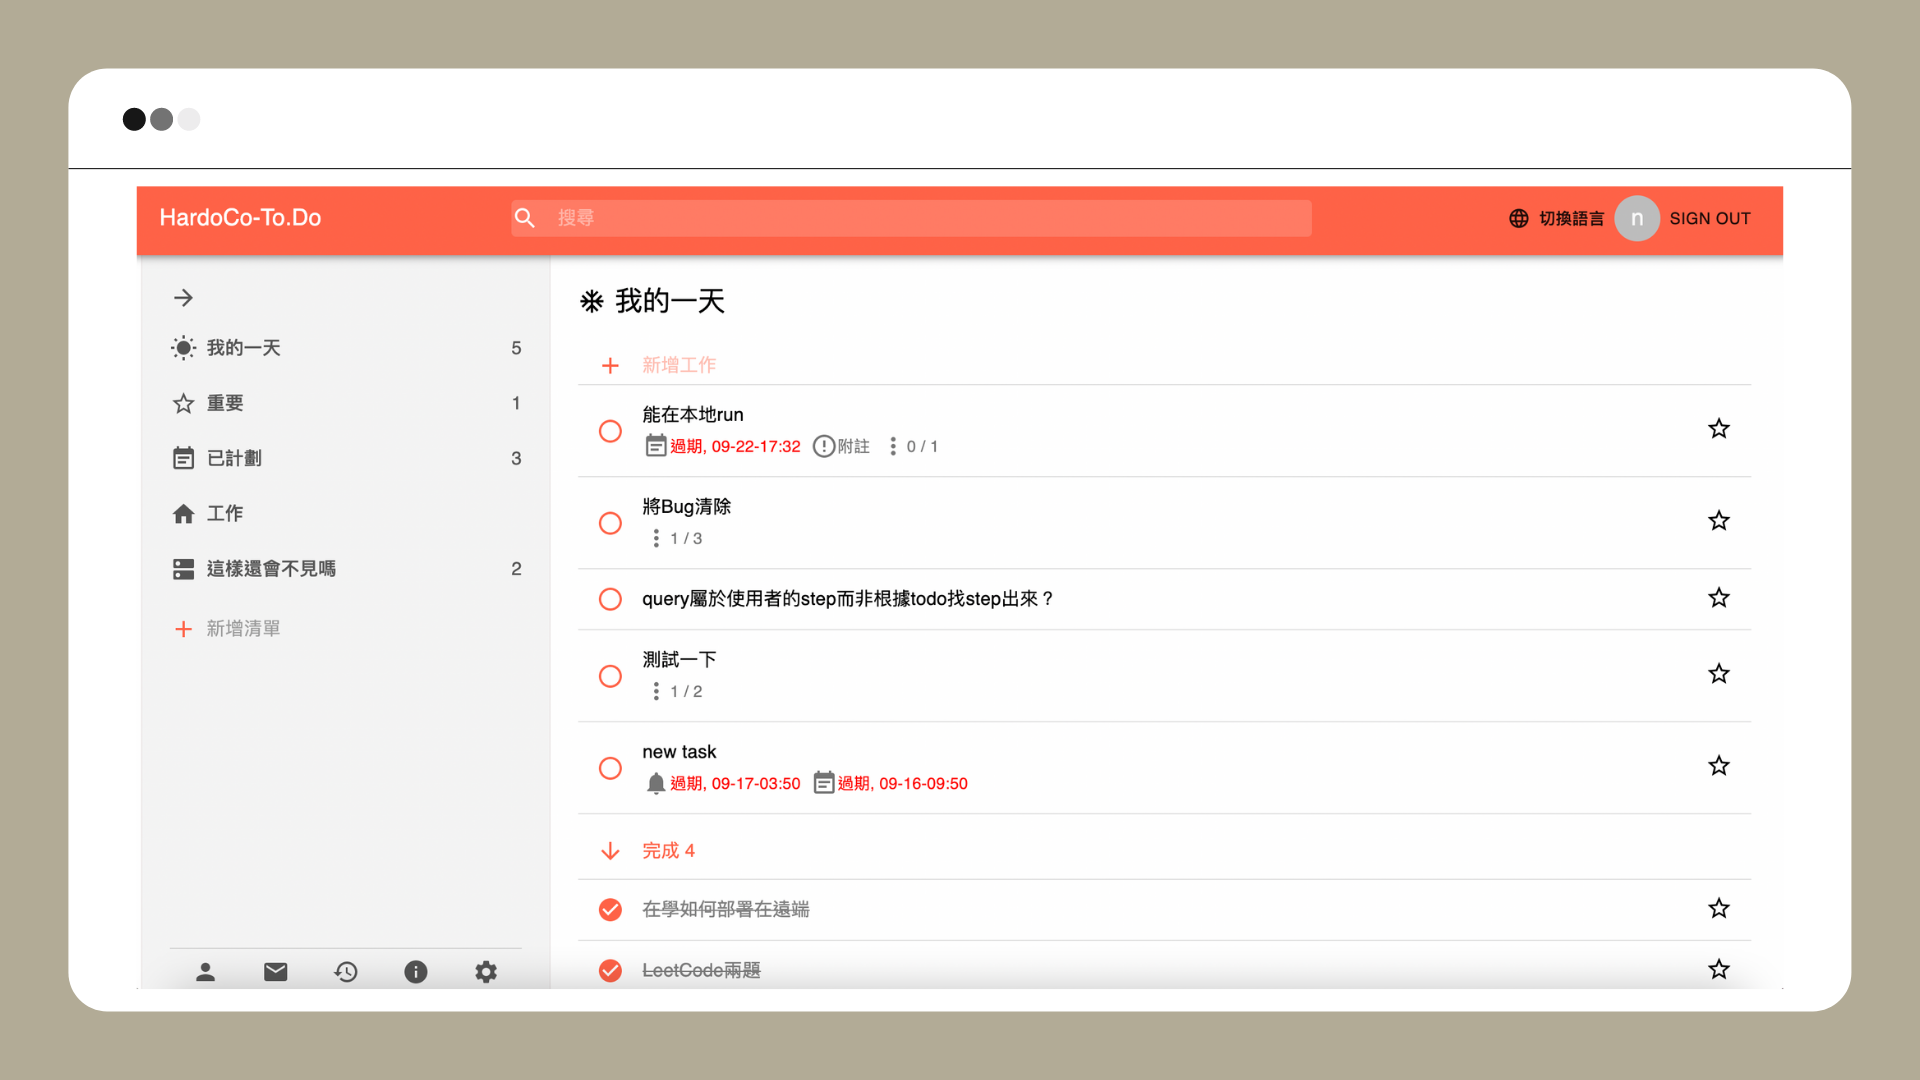 HardoCo-To.Do
搜尋
切換語言
n
SIGN OUT
我的一天 5
重要 1
已計劃 3
工作
這樣還會不見嗎 2
新增清單
我的一天
新增工作
能在本地run
過期, 09-22-17:32 附註 0 / 1
將Bug清除
1 / 3
query屬於使用者的step而非根據todo找step出來？
測試一下
1 / 2
new task
過期, 09-17-03:50 過期, 09-16-09:50
完成 4
在學如何部署在遠端
LeetCode兩題